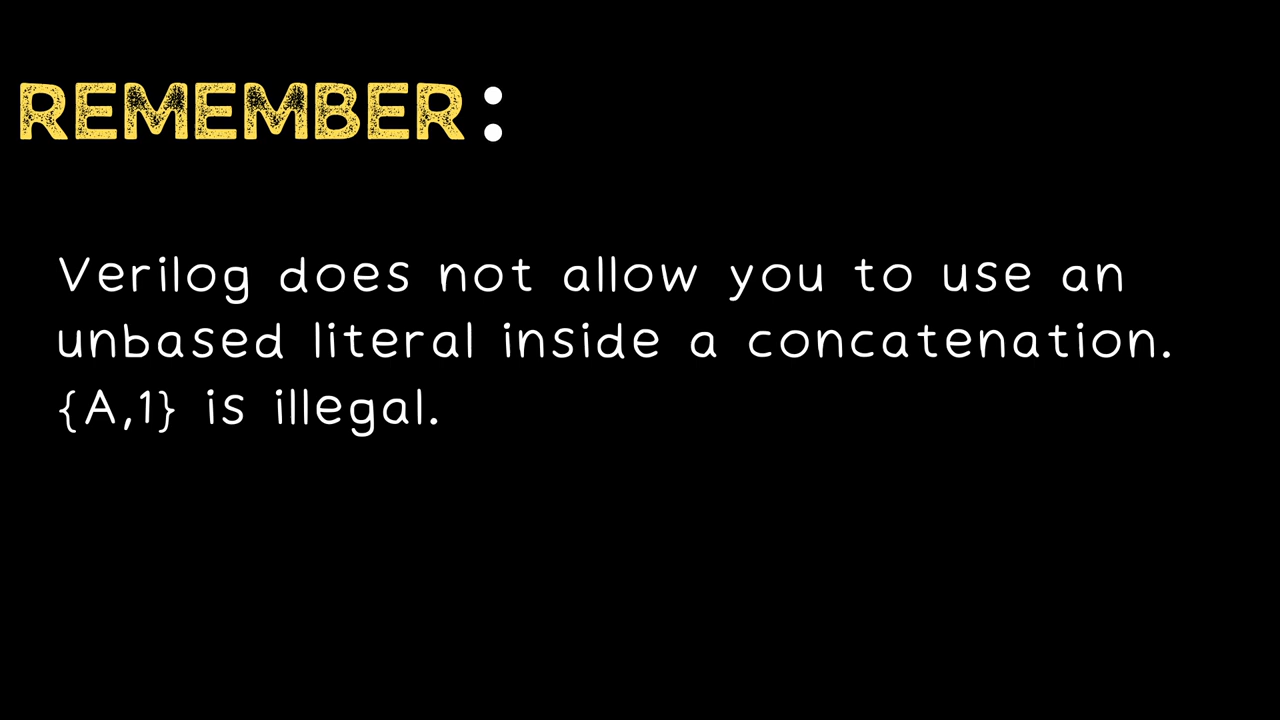 REMEMBER:
Verilog does not allow you to use an
unbased literal inside a concatenation.
{A,1} is illegal.